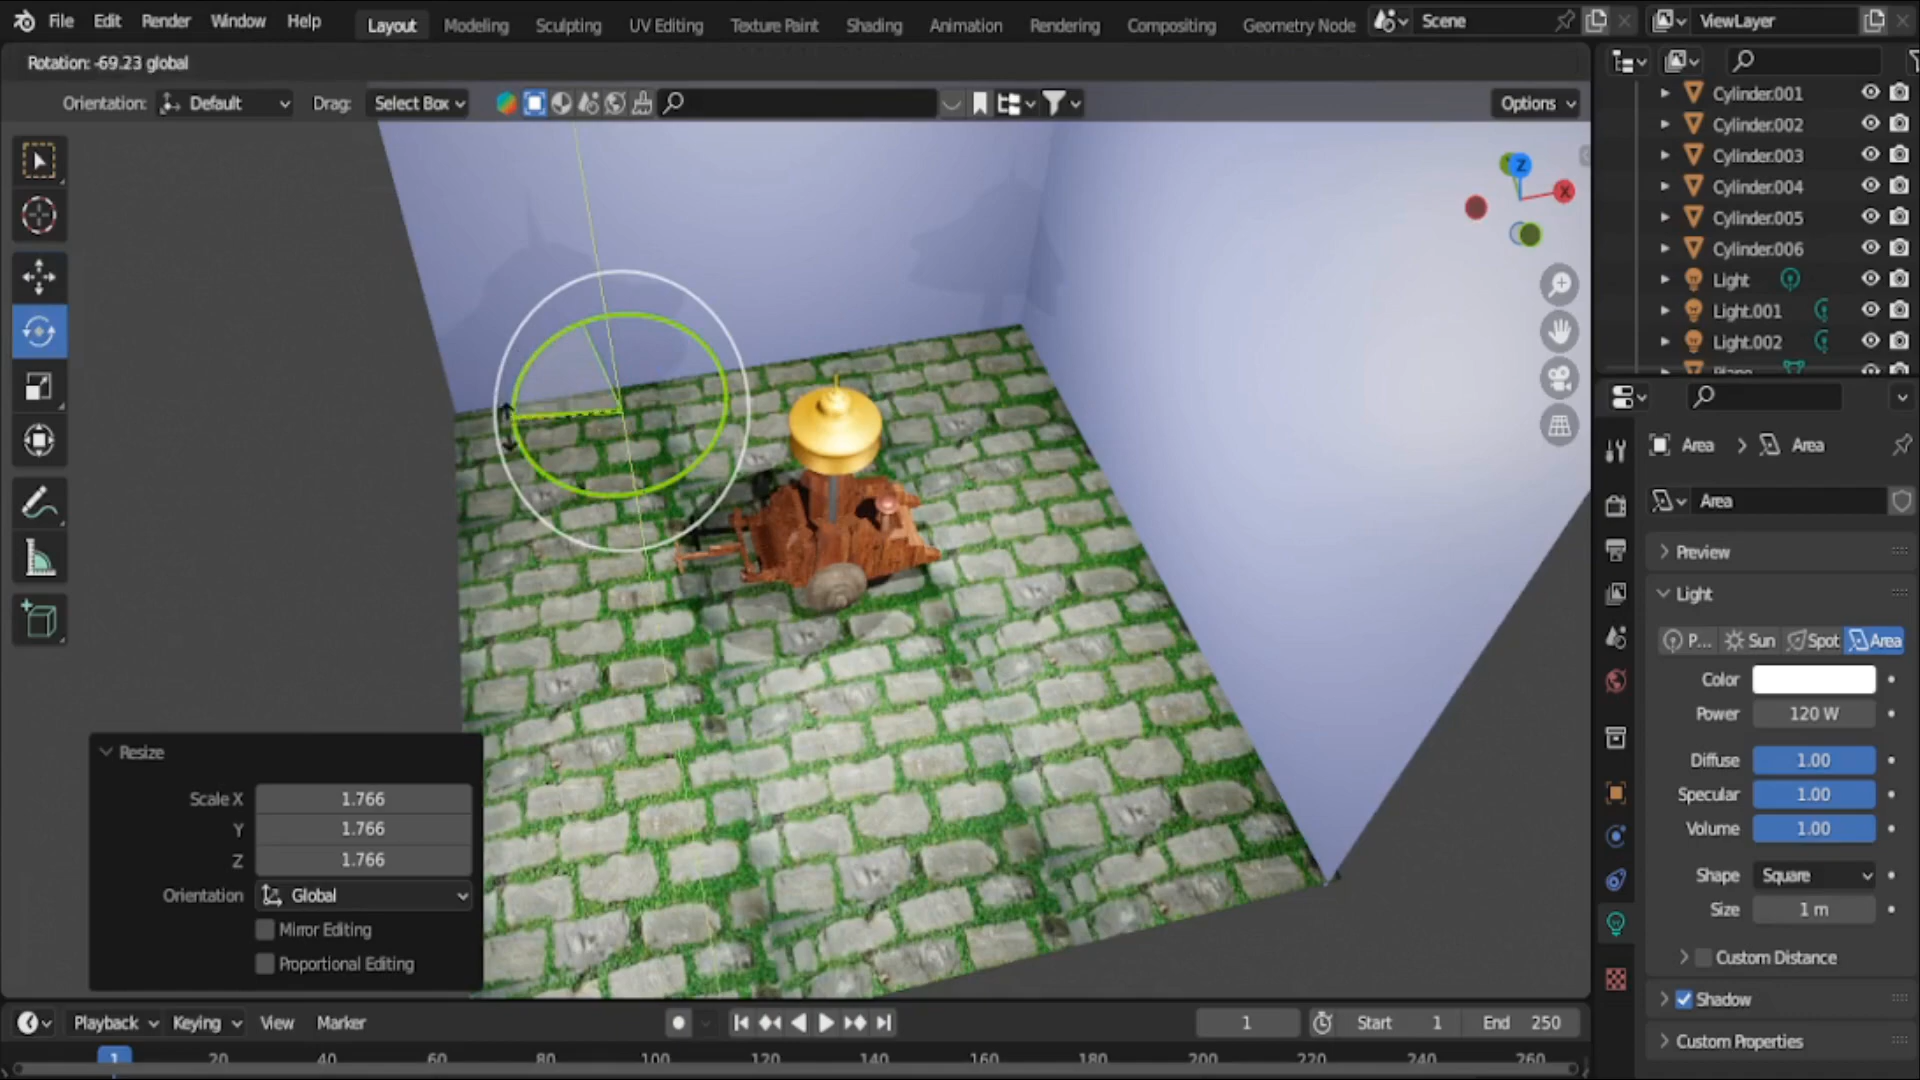 File Edit Render Window Help Layout Modeling Sculpting UV Editing Texture Paint Shading Animation Rendering Compositing Geometry Node Scene ViewLayer
Rotation: -69.23 global
Orientation: Default Drag: Select Box Options
Z
X
Cylinder.001
Cylinder.002
Cylinder.003
Cylinder.004
Cylinder.005
Cylinder.006
Light
Light.001
Light.002
Plane
Area > Area
Area
Preview
Light
P... Sun Spot Area
Color
Power 120 W
Diffuse 1.00
Specular 1.00
Volume 1.00
Shape Square
Size 1 m
Custom Distance
Shadow
Custom Properties
Resize
Scale X 1.766
Y 1.766
Z 1.766
Orientation Global
Mirror Editing
Proportional Editing
Playback Keying View Marker 1 Start 1 End 250
1 20 40 60 80 100 120 140 160 180 200 220 240 260